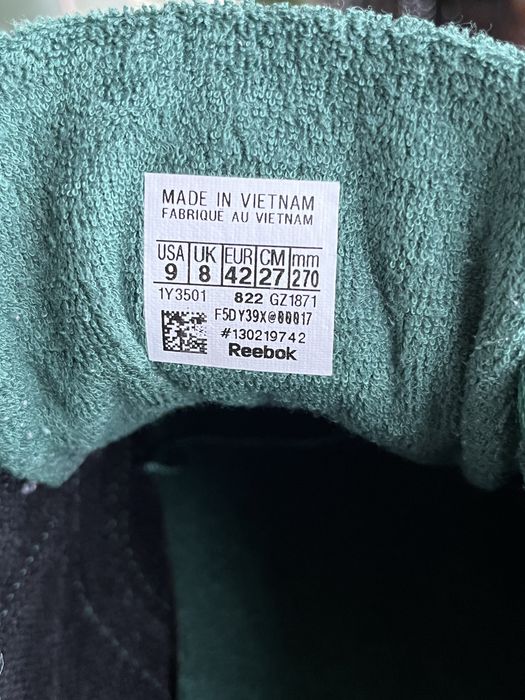 MADE IN VIETNAM
FABRIQUE AU VIETNAM
USA UK EUR CM mm
9 8 42 27 270
1Y3501 822 GZ1871
F5DY39X@00017
#130219742
Reebok